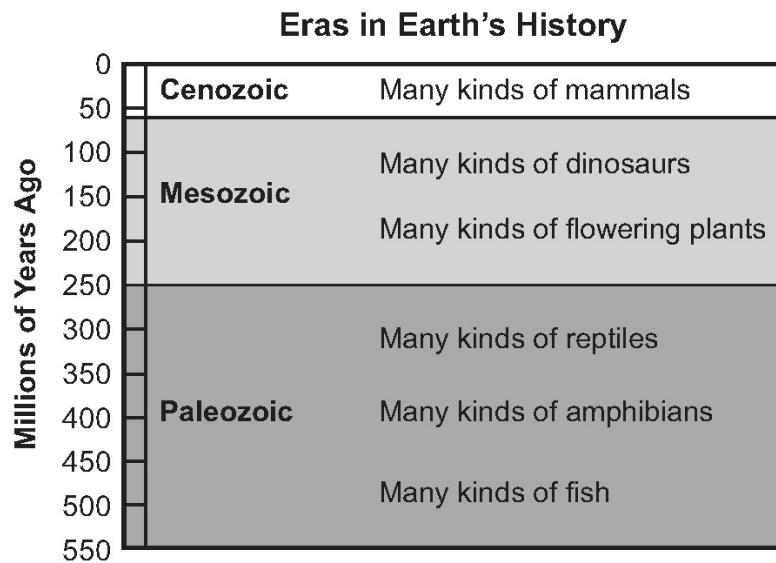 Eras in Earth's History
Millions of Years Ago
0
50
100
150
200
250
300
350
400
450
500
550
Cenozoic Many kinds of mammals
Many kinds of dinosaurs
Mesozoic
Many kinds of flowering plants
Many kinds of reptiles
Paleozoic Many kinds of amphibians
Many kinds of fish